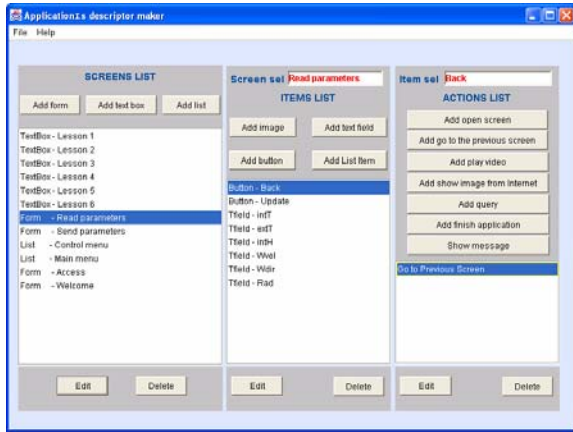 Application±s descriptor maker
File Help
SCREENS LIST
Add form Add text box Add list
TextBox - Lesson 1
TextBox - Lesson 2
TextBox - Lesson 3
TextBox - Lesson 4
TextBox - Lesson 5
TextBox - Lesson 6
Form - Read parameters
Form - Send parameters
List - Control menu
List - Main menu
Form - Access
Form - Welcome
Edit Delete
Screen sel Read parameters
ITEMS LIST
Add image Add text field
Add button Add List Item
Button - Back
Button - Update
Tfield - intT
Tfield - extT
Tfield - intH
Tfield - Wvel
Tfield - Wdir
Tfield - Rad
Edit Delete
Item sel Back
ACTIONS LIST
Add open screen
Add go to the previous screen
Add play video
Add show image from Internet
Add query
Add finish application
Show message
Go to Previous Screen
Edit Delete